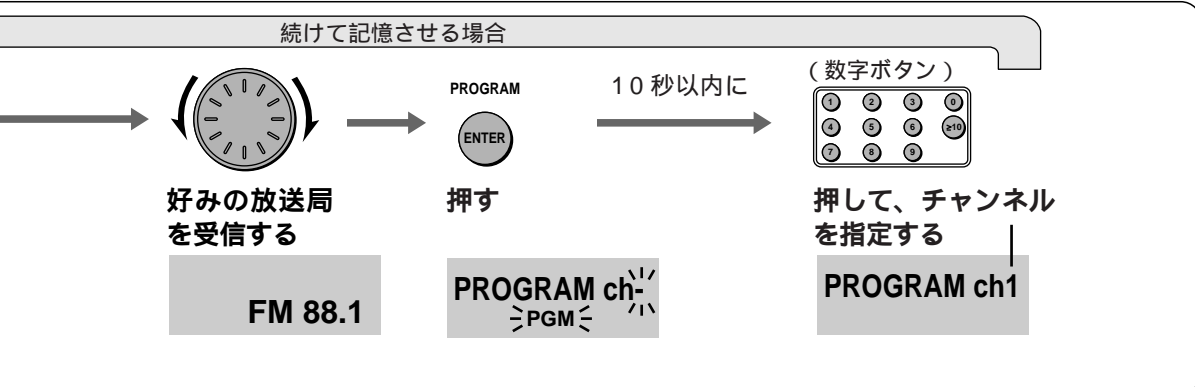 続けて記憶させる場合
PROGRAM
ENTER
10秒以内に
(数字ボタン)
1 2 3 0
4 5 6 ≥10
7 8 9
好みの放送局
を受信する
押す
押して、チャンネル
を指定する
FM 88.1
PROGRAM ch-
PGM
PROGRAM ch1